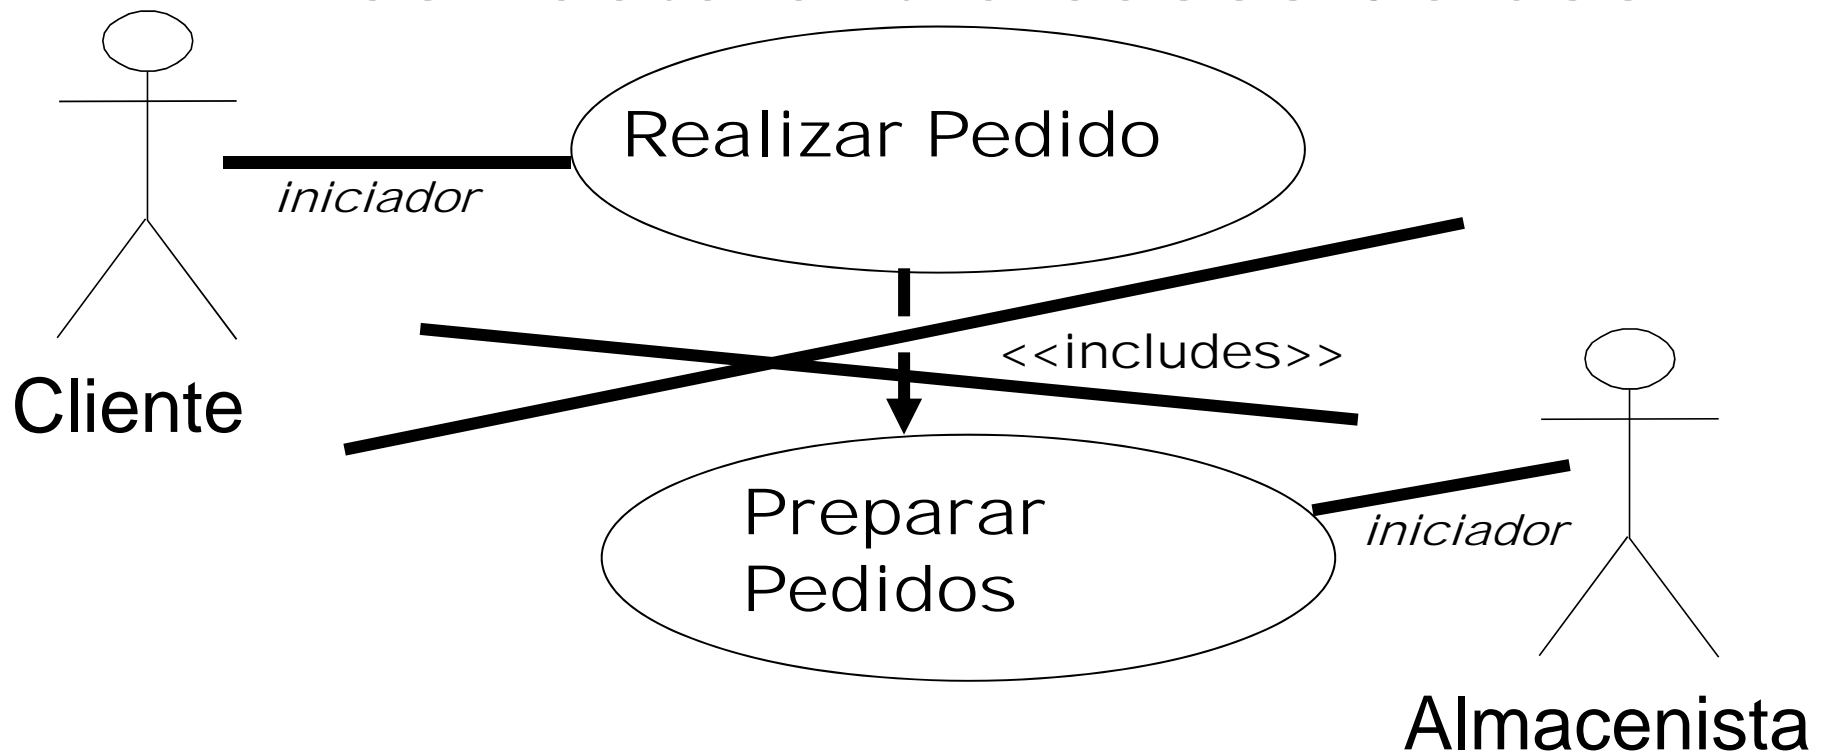 Realizar Pedido
iniciador
<<includes>>
Cliente
Preparar
Pedidos
iniciador
Almacenista